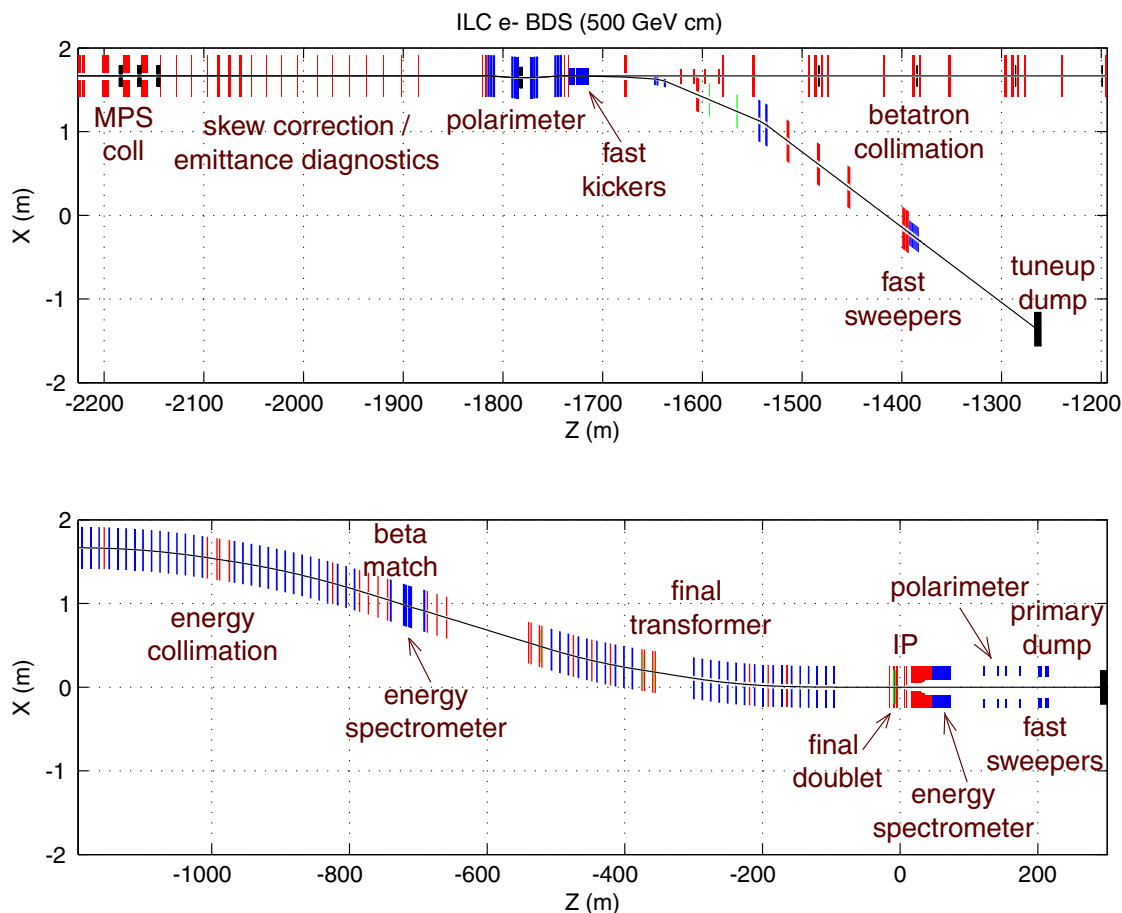 ILC e- BDS (500 GeV cm)
2
1
0
-1
-2
X (m)
MPS
coll
skew correction /
emittance diagnostics
polarimeter
fast
kickers
betatron
collimation
fast
sweepers
tuneup
dump
-2200 -2100 -2000 -1900 -1800 -1700 -1600 -1500 -1400 -1300 -1200
Z (m)
2
1
0
-1
-2
X (m)
energy
collimation
beta
match
energy
spectrometer
final
transformer
polarimeter
primary
dump
IP
final
doublet
fast
sweepers
energy
spectrometer
-1000 -800 -600 -400 -200 0 200
Z (m)